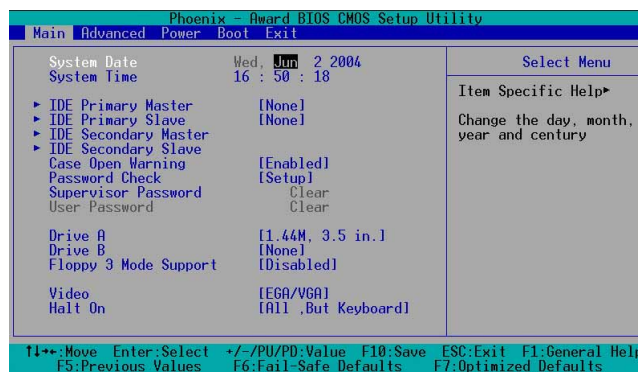 Phoenix - Award BIOS CMOS Setup Utility
Main Advanced Power Boot Exit
System Date Wed, Jun 2 2004
System Time 16 : 50 : 18
▸ IDE Primary Master [None]
▸ IDE Primary Slave [None]
▸ IDE Secondary Master
▸ IDE Secondary Slave
Case Open Warning [Enabled]
Password Check [Setup]
Supervisor Password Clear
User Password Clear
Drive A [1.44M, 3.5 in.]
Drive B [None]
Floppy 3 Mode Support [Disabled]
Video [EGA/VGA]
Halt On [All ,But Keyboard]
Select Menu
Item Specific Help▸
Change the day, month,
year and century
↑↓→←:Move Enter:Select +/-/PU/PD:Value F10:Save ESC:Exit F1:General Help
F5:Previous Values F6:Fail-Safe Defaults F7:Optimized Defaults